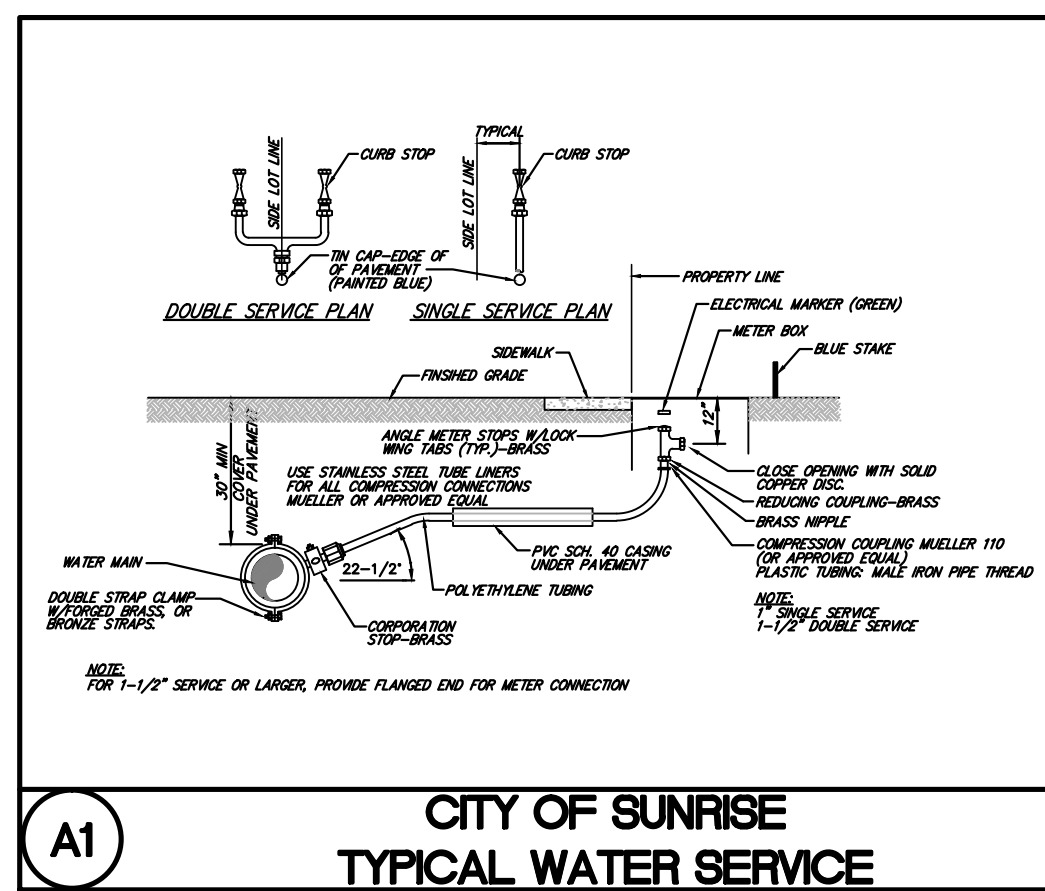 TYPICAL
SIDE LOT LINE
CURB STOP
SIDE LOT LINE
CURB STOP
TIN CAP-EDGE OF
OF PAVEMENT
(PAINTED BLUE)
DOUBLE SERVICE PLAN
SINGLE SERVICE PLAN
PROPERTY LINE
ELECTRICAL MARKER (GREEN)
METER BOX
BLUE STAKE
SIDEWALK
FINSIHED GRADE
12"
30" MIN
COVER
UNDER PAVEMENT
ANGLE METER STOPS W/LOCK
WING TABS (TYP.)-BRASS
USE STAINLESS STEEL TUBE LINERS
FOR ALL COMPRESSION CONNECTIONS
MUELLER OR APPROVED EQUAL
CLOSE OPENING WITH SOLID
COPPER DISC.
REDUCING COUPLING-BRASS
BRASS NIPPLE
COMPRESSION COUPLING MUELLER 110
(OR APPROVED EQUAL)
PLASTIC TUBING: MALE IRON PIPE THREAD
WATER MAIN
22-1/2°
PVC SCH. 40 CASING
UNDER PAVEMENT
POLYETHYLENE TUBING
DOUBLE STRAP CLAMP
W/FORGED BRASS, OR
BRONZE STRAPS.
CORPORATION
STOP-BRASS
NOTE:
1" SINGLE SERVICE
1-1/2" DOUBLE SERVICE
NOTE:
FOR 1-1/2" SERVICE OR LARGER, PROVIDE FLANGED END FOR METER CONNECTION
A1
CITY OF SUNRISE
TYPICAL WATER SERVICE